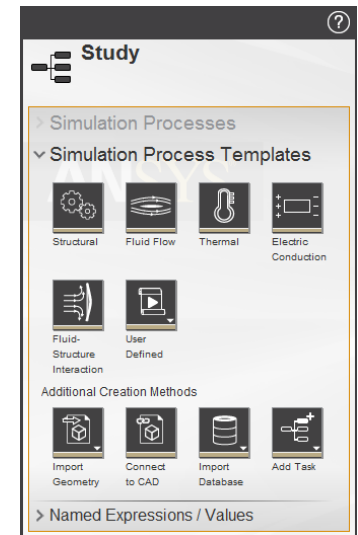 Study
Simulation Processes
Simulation Process Templates
ANSYS
Structural
Fluid Flow
Thermal
Electric
Conduction
Fluid-
Structure
Interaction
User
Defined
Additional Creation Methods
Import
Geometry
Connect
to CAD
Import
Database
Add Task
Named Expressions / Values